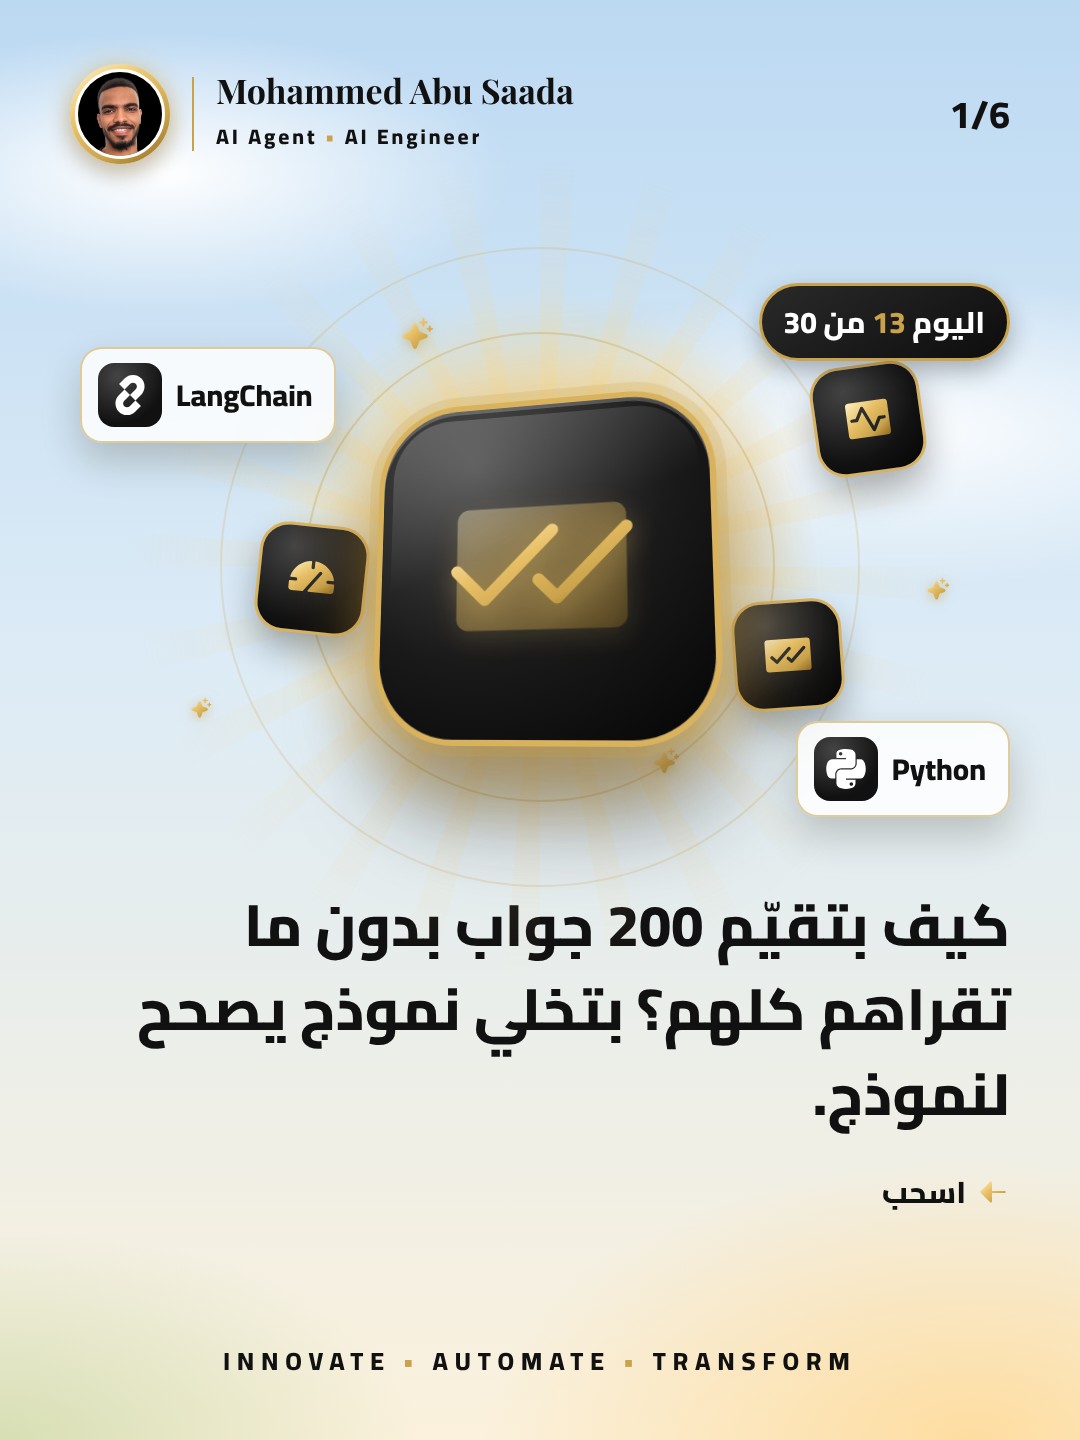 Mohammed Abu Saada
AI Agent ▪ AI Engineer
1/6
اليوم 13 من 30
LangChain
Python
كيف بتقيّم 200 جواب بدون ما
تقراهم كلهم؟ بتخلي نموذج يصحح
لنموذج.
اسحب
INNOVATE ▪ AUTOMATE ▪ TRANSFORM